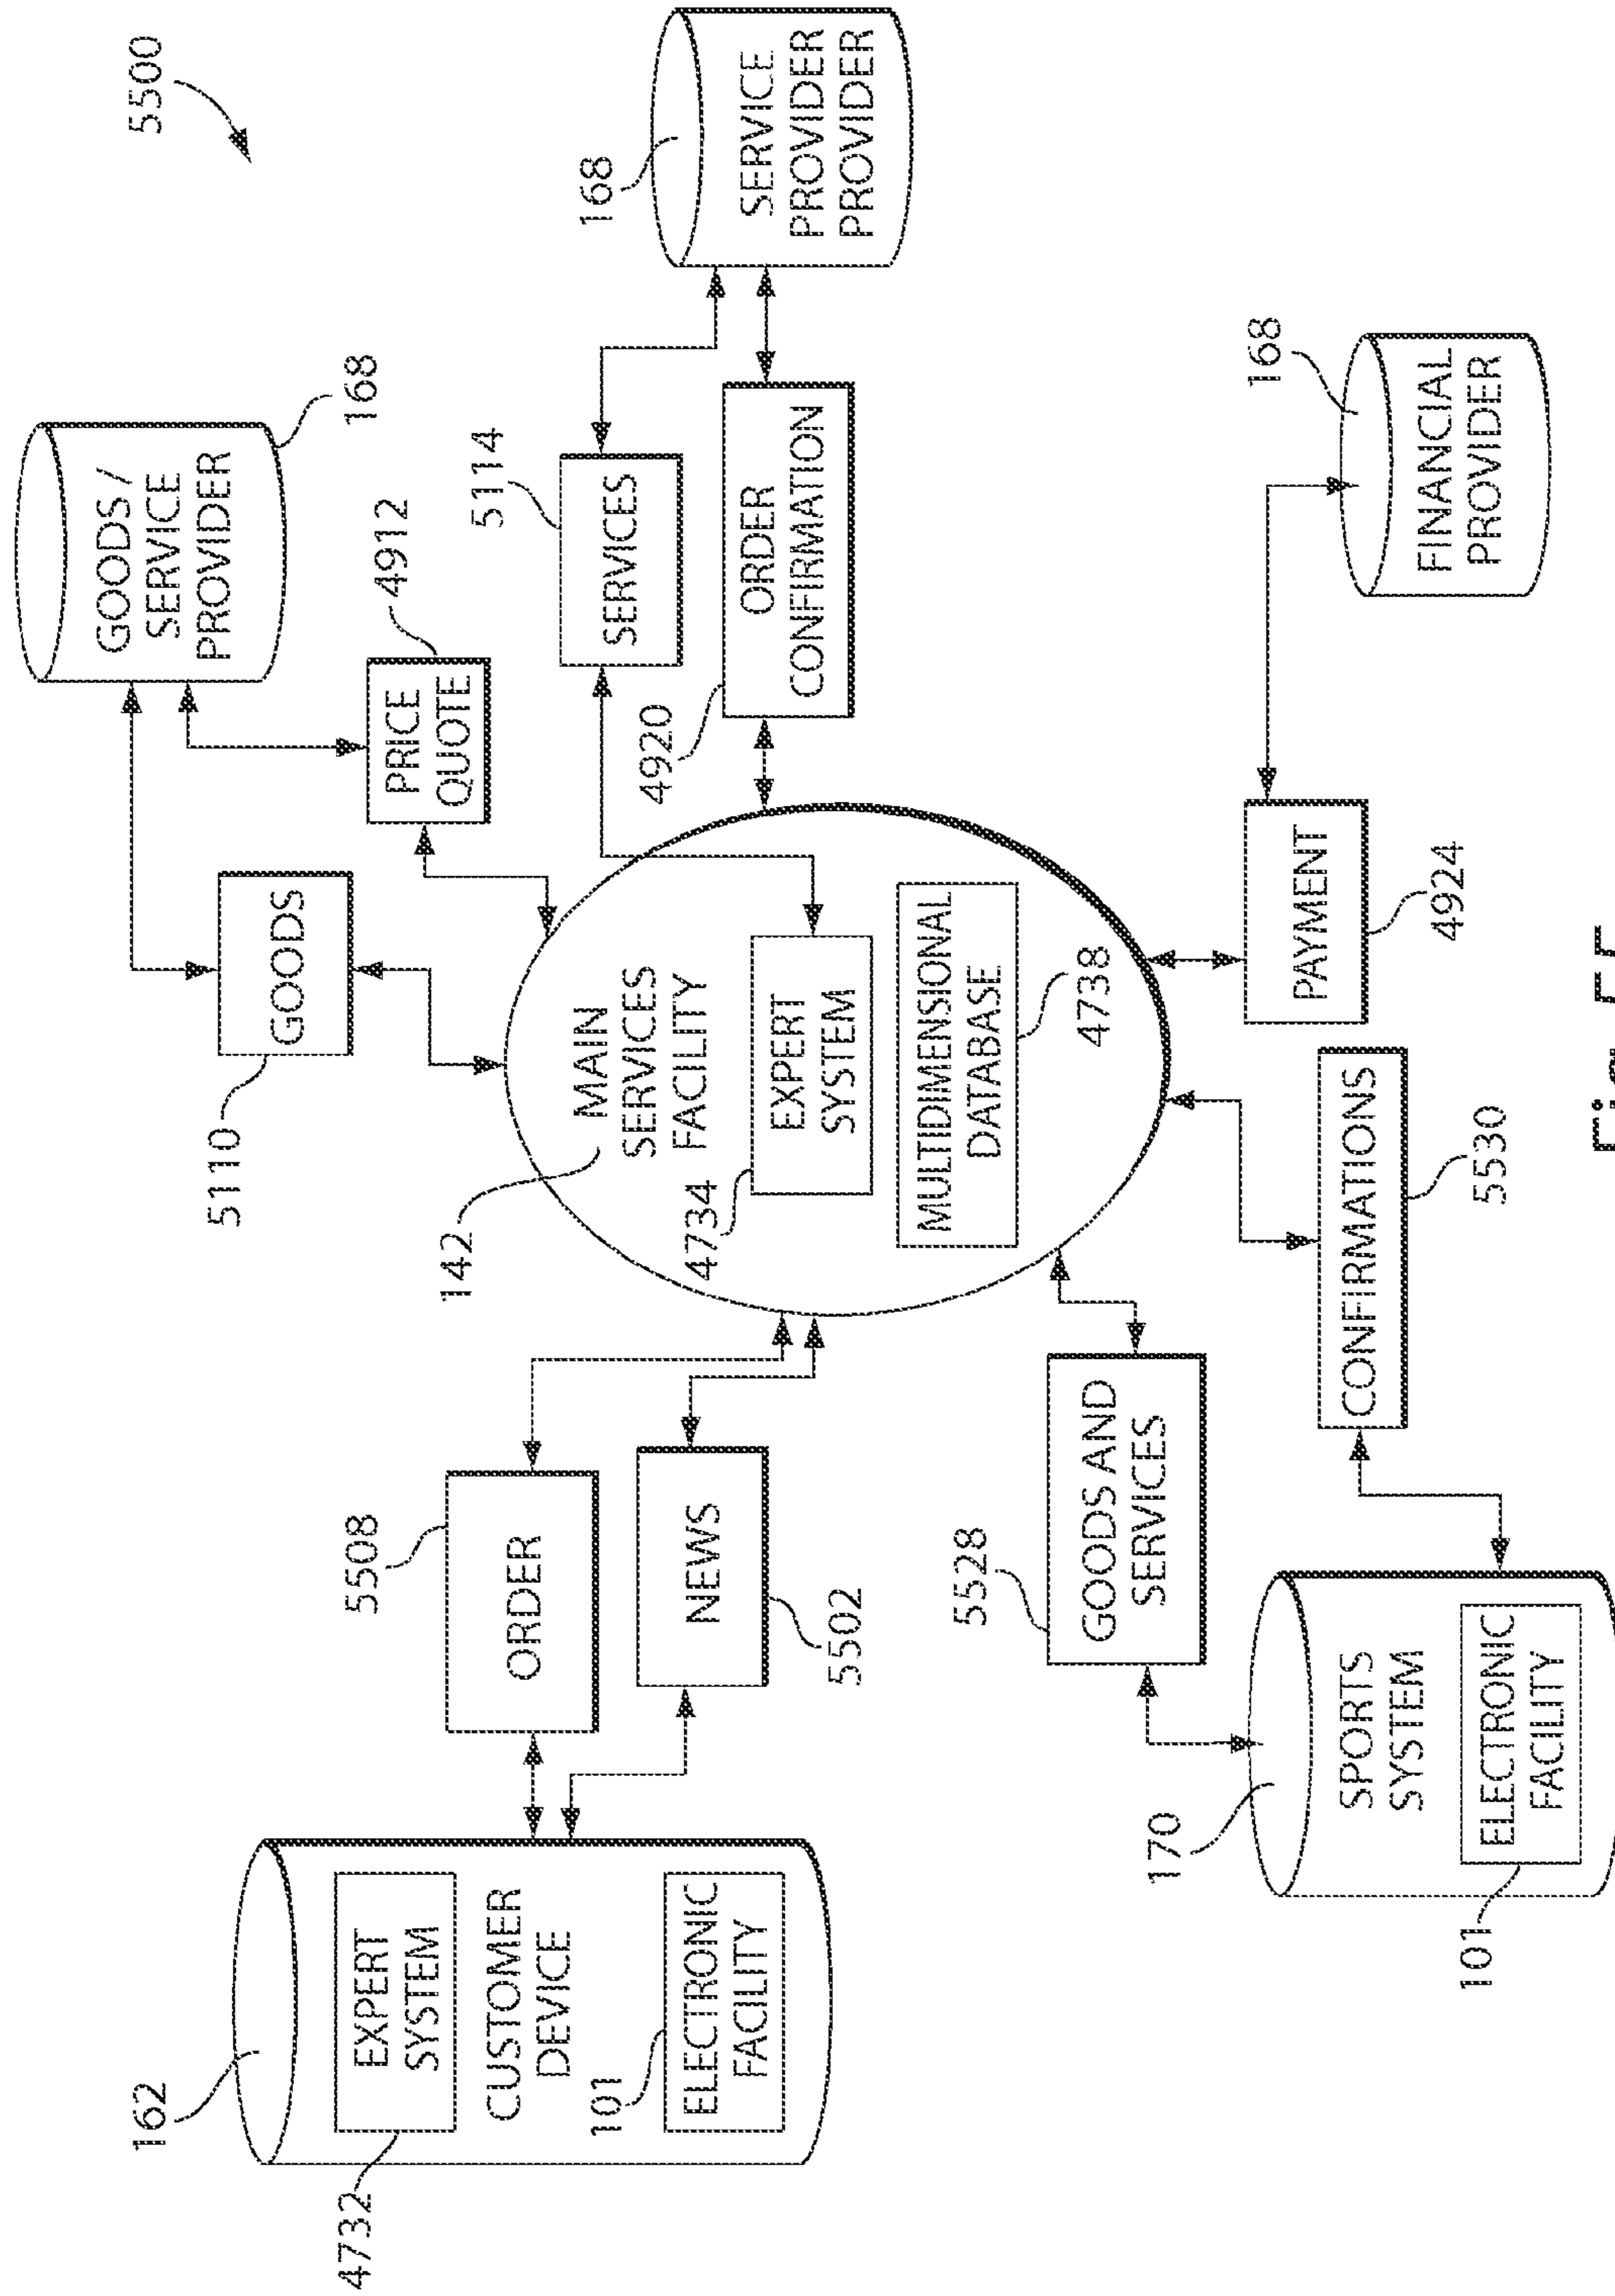 5500
GOODS /
SERVICE
PROVIDER
168
PRICE
QUOTE
4912
GOODS
5110
SERVICES
5114
168
SERVICE
PROVIDER
PROVIDER
ORDER
CONFIRMATION
4920
142
MAIN
SERVICES
FACILITY
4734
EXPERT
SYSTEM
MULTIDIMENSIONAL
DATABASE
4738
162
4732
EXPERT
SYSTEM
CUSTOMER
DEVICE
101
ELECTRONIC
FACILITY
5508
ORDER
NEWS
5502
5528
GOODS AND
SERVICES
170
SPORTS
SYSTEM
ELECTRONIC
FACILITY
101
CONFIRMATIONS
5530
PAYMENT
4924
168
FINANCIAL
PROVIDER